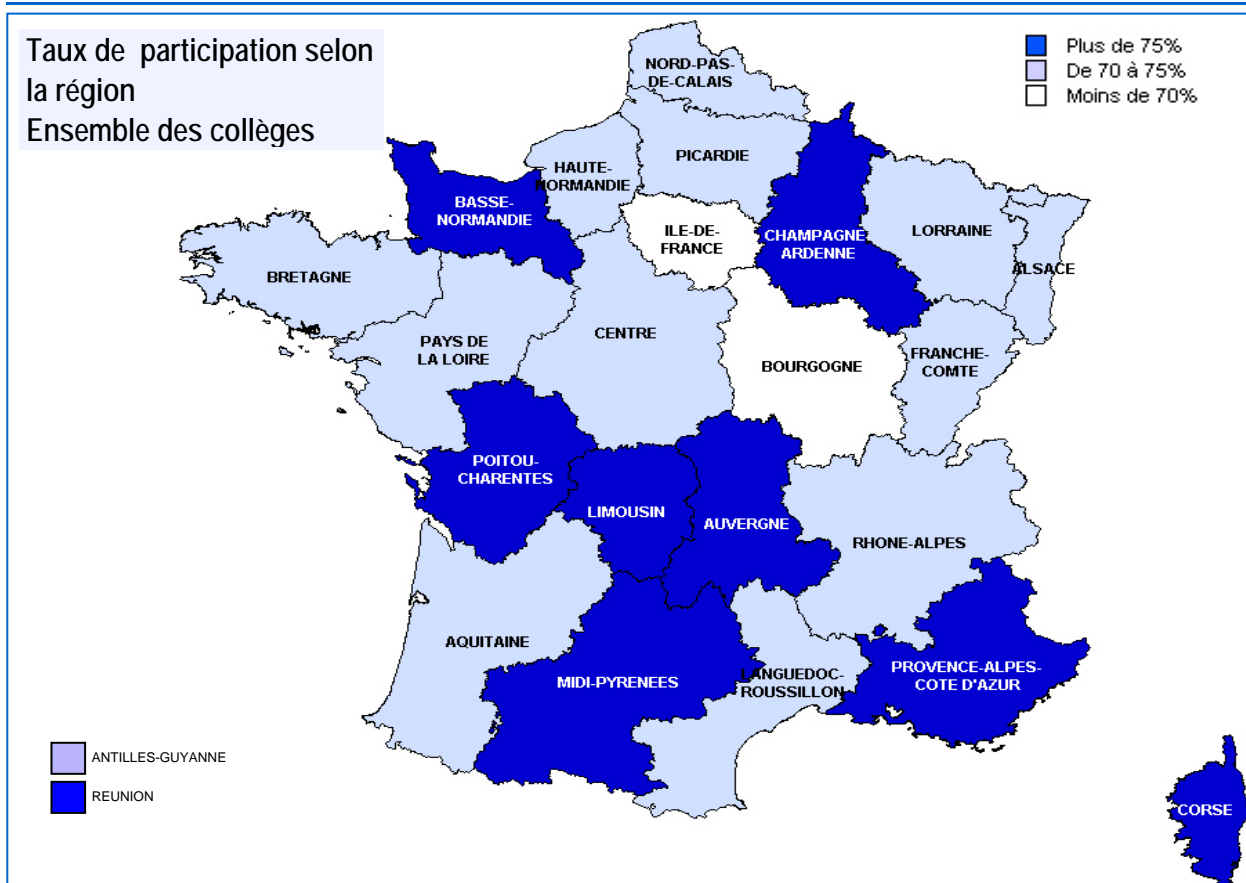 Taux de participation selon
la région
Ensemble des collèges
Plus de 75%
De 70 à 75%
Moins de 70%
NORD-PAS-
DE-CALAIS
PICARDIE
HAUTE-
NORMANDIE
BASSE-
NORMANDIE
ILE-DE-
FRANCE
CHAMPAGNE
ARDENNE
LORRAINE
ALSACE
BRETAGNE
PAYS DE
LA LOIRE
CENTRE
BOURGOGNE
FRANCHE-
COMTE
POITOU-
CHARENTES
LIMOUSIN
AUVERGNE
RHONE-ALPES
AQUITAINE
MIDI-PYRENEES
LANGUEDOC-
ROUSSILLON
PROVENCE-ALPES-
COTE D'AZUR
ANTILLES-GUYANNE
REUNION
CORSE